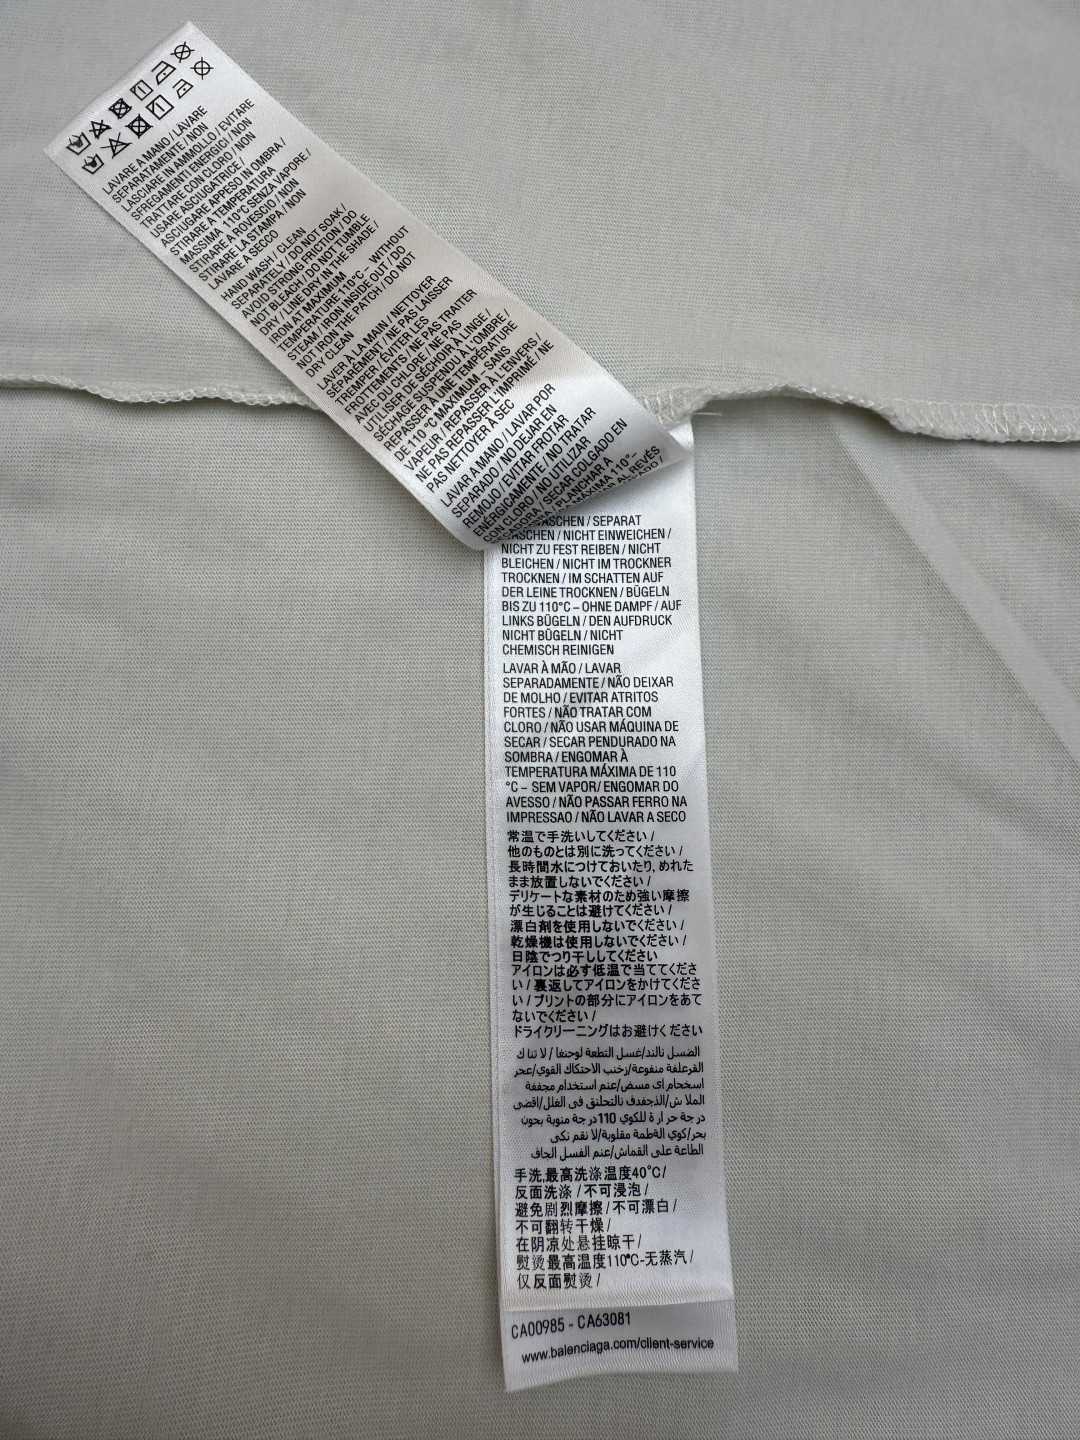 LAVARE A MANO / LAVARE
SEPARATAMENTE / NON
LASCIARE IN AMMOLLO / EVITARE
SFREGAMENTI ENERGICI / NON
TRATTARE CON CLORO / NON
USARE ASCIUGATRICE /
ASCIUGARE APPESO IN OMBRA /
STIRARE A TEMPERATURA
MASSIMA 110°C SENZA VAPORE /
STIRARE A ROVESCIO / NON
STIRARE LA STAMPA / NON
LAVARE A SECCO
HAND WASH / CLEAN
SEPARATELY / DO NOT SOAK /
AVOID STRONG FRICTION / DO
NOT BLEACH / DO NOT TUMBLE
DRY / LINE DRY IN THE SHADE /
IRON AT MAXIMUM
TEMPERATURE 110°C – WITHOUT
STEAM / IRON INSIDE OUT / DO
NOT IRON THE PATCH / DO NOT
DRY CLEAN
LAVER À LA MAIN / NETTOYER
SÉPARÉMENT / NE PAS LAISSER
TREMPER / ÉVITER LES
FROTTEMENTS / NE PAS TRAITER
AVEC DU CHLORE / NE PAS
UTILISER DE SÉCHOIR À LINGE /
SÉCHAGE SUSPENDU À L'OMBRE /
REPASSER À UNE TEMPÉRATURE
DE 110 °C MAXIMUM – SANS
VAPEUR / REPASSER À L'ENVERS /
NE PAS REPASSER L'IMPRIMÉ / NE
PAS NETTOYER À SEC
LAVAR A MANO / LAVAR POR
SEPARADO / NO DEJAR EN
REMOJO / EVITAR FROTAR
ENÉRGICAMENTE / NO TRATAR
CON CLORO / NO UTILIZAR
SECAR COLGADO EN
PLANCHAR A
MÁXIMA 110°–
AL REVÉS
/ SEPARAT
NICHT EINWEICHEN /
NICHT ZU FEST REIBEN / NICHT
BLEICHEN / NICHT IM TROCKNER
TROCKNEN / IM SCHATTEN AUF
DER LEINE TROCKNEN / BÜGELN
BIS ZU 110°C – OHNE DAMPF / AUF
LINKS BÜGELN / DEN AUFDRUCK
NICHT BÜGELN / NICHT
CHEMISCH REINIGEN
LAVAR À MÃO / LAVAR
SEPARADAMENTE / NÃO DEIXAR
DE MOLHO / EVITAR ATRITOS
FORTES / NÃO TRATAR COM
CLORO / NÃO USAR MÁQUINA DE
SECAR / SECAR PENDURADO NA
SOMBRA / ENGOMAR À
TEMPERATURA MÁXIMA DE 110
°C – SEM VAPOR/ ENGOMAR DO
AVESSO / NÃO PASSAR FERRO NA
IMPRESSAO / NÃO LAVAR A SECO
常温で手洗いしてください /
他のものとは別に洗ってください /
長時間水につけておいたり, めれた
まま放置しないでください /
デリケートな素材のため強い摩擦
が生じることは避けてください /
漂白剤を使用しないでください /
乾燥機は使用しないでください /
日陰でつり干ししてください
アイロンは必す低温で当ててくださ
い / 裏返してアイロンをかけてくださ
い / プリントの部分にアイロンをあて
ないでください /
ドライクリーニングはお避けください
手洗,最高洗涤温度40°C/
反面洗涤 / 不可浸泡 /
避免剧烈摩擦 / 不可漂白 /
不可翻转干燥 /
在阴凉处悬挂晾干 /
熨烫最高温度110°C-无蒸汽 /
仅反面熨烫 /
CA00985 - CA63081
www.balenciaga.com/client-service